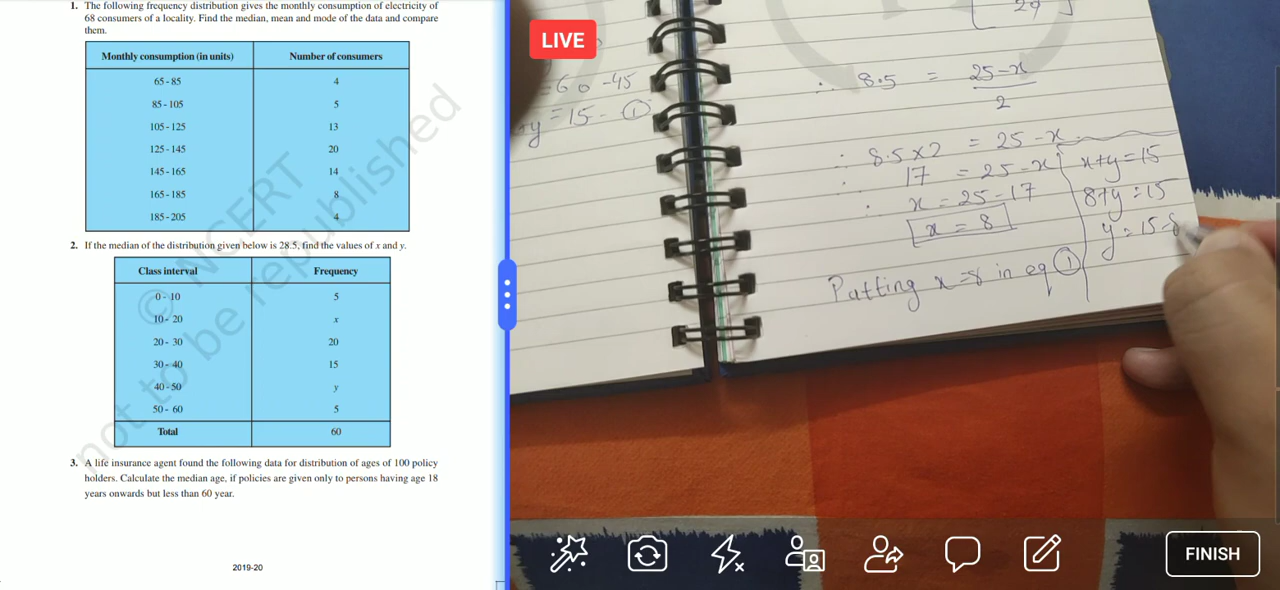 1. The following frequency distribution gives the monthly consumption of electricity of
68 consumers of a locality. Find the median, mean and mode of the data and compare
them.
Monthly consumption (in units) Number of consumers
65 - 85 4
85 - 105 5
105 - 125 13
125 - 145 20
145 - 165 14
165 - 185 8
185 - 205 4
2. If the median of the distribution given below is 28.5, find the values of x and y.
Class interval Frequency
0 - 10 5
10 - 20 x
20 - 30 20
30 - 40 15
40 - 50 y
50 - 60 5
Total 60
3. A life insurance agent found the following data for distribution of ages of 100 policy
holders. Calculate the median age, if policies are given only to persons having age 18
years onwards but less than 60 year.
2019-20
© NCERT
not to be republished
LIVE
= 60 - 45
+y = 15 - ①
∴ 8.5 = 25-x
2
∴ 8.5 × 2 = 25 - x
∴ 17 = 25 - x
∴ x = 25 - 17
x = 8
Putting x = 8 in eq ①
x+y = 15
8+y = 15
y = 15-8
FINISH